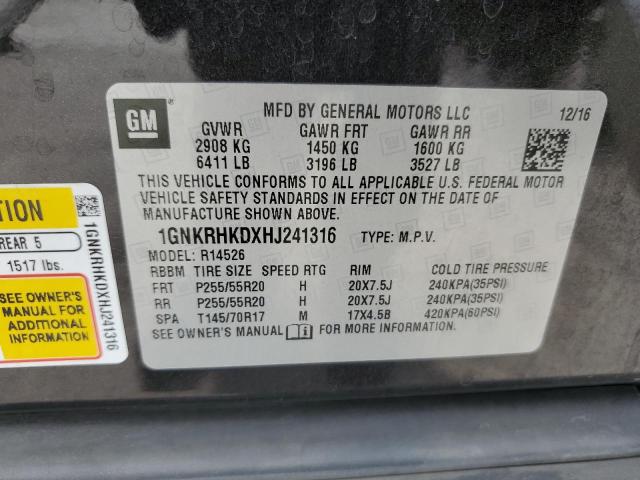 GM
MFD BY GENERAL MOTORS LLC 12/16
GVWR GAWR FRT GAWR RR
2908 KG 1450 KG 1600 KG
6411 LB 3196 LB 3527 LB
THIS VEHICLE CONFORMS TO ALL APPLICABLE U.S. FEDERAL MOTOR
VEHICLE SAFETY STANDARDS IN EFFECT ON THE DATE OF
MANUFACTURE SHOWN ABOVE.
1GNKRHKDXHJ241316 TYPE: M.P.V.
MODEL: R14526
RBBM TIRE SIZE SPEED RTG RIM COLD TIRE PRESSURE
FRT P255/55R20 H 20X7.5J 240KPA(35PSI)
RR P255/55R20 H 20X7.5J 240KPA(35PSI)
SPA T145/70R17 M 17X4.5B 420KPA(60PSI)
SEE OWNER'S MANUAL FOR MORE INFORMATION.
TION
REAR 5
1517 lbs.
SEE OWNER'S
MANUAL FOR
ADDITIONAL
INFORMATION
1GNKRHKDXHJ241316